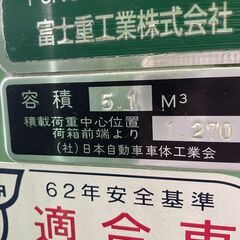 富士重工業株式会社
容積 5.1 M³
積載荷重中心位置
荷箱前端より 1.270
(社)日本自動車車体工業会
62年安全基準
適合車